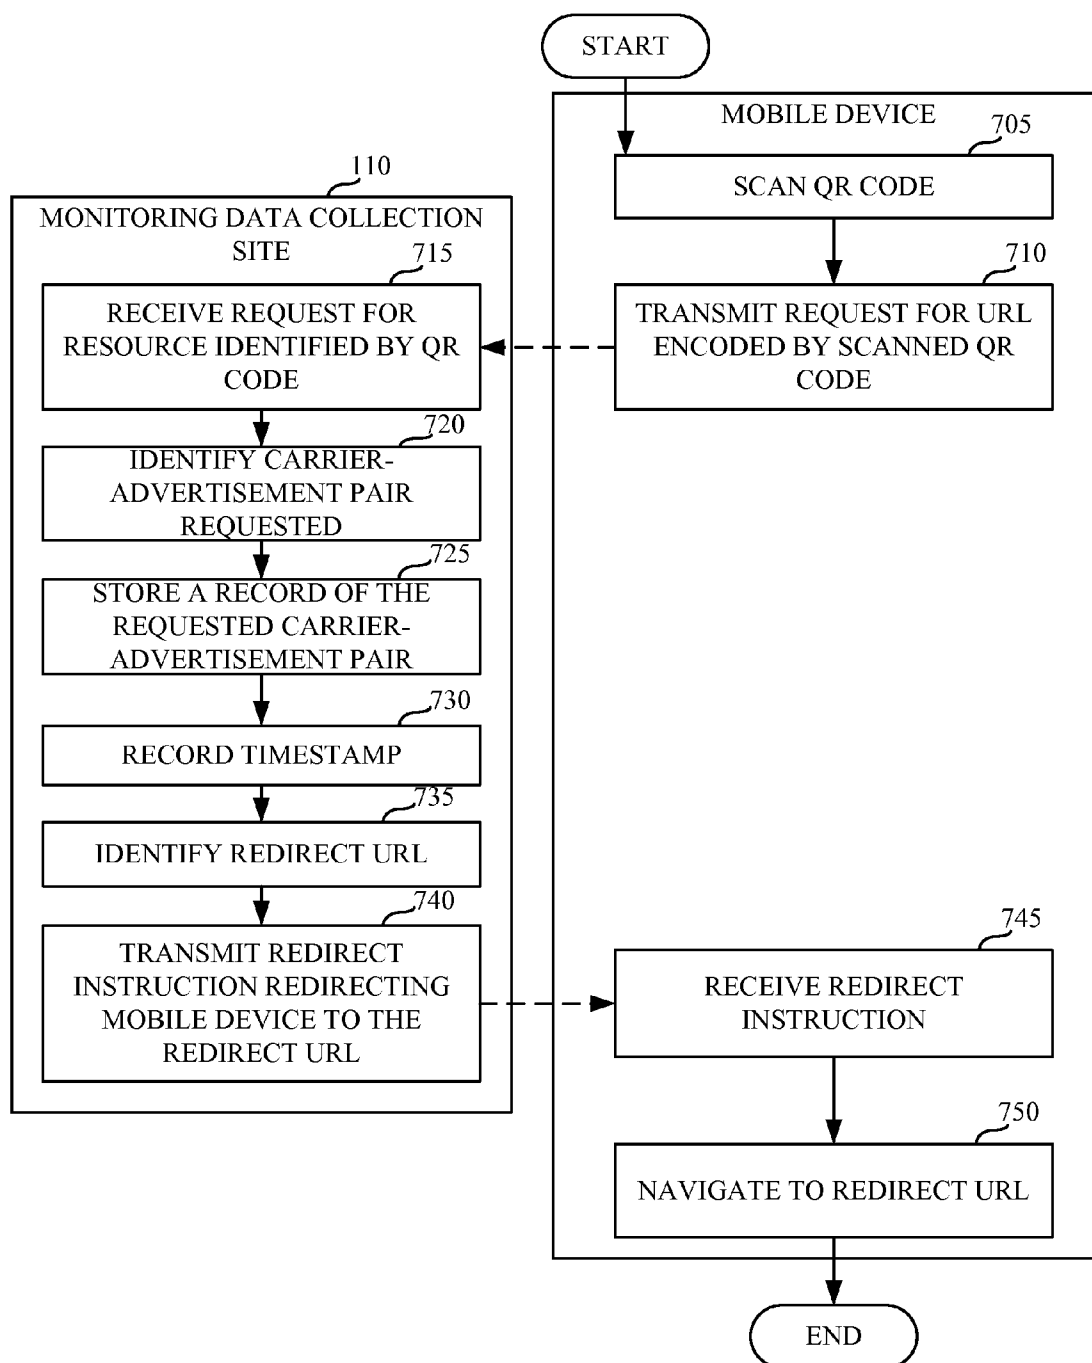 START
MOBILE DEVICE
705
SCAN QR CODE
710
TRANSMIT REQUEST FOR URL
ENCODED BY SCANNED QR
CODE
110
MONITORING DATA COLLECTION
SITE
715
RECEIVE REQUEST FOR
RESOURCE IDENTIFIED BY QR
CODE
720
IDENTIFY CARRIER-
ADVERTISEMENT PAIR
REQUESTED
725
STORE A RECORD OF THE
REQUESTED CARRIER-
ADVERTISEMENT PAIR
730
RECORD TIMESTAMP
735
IDENTIFY REDIRECT URL
740
TRANSMIT REDIRECT
INSTRUCTION REDIRECTING
MOBILE DEVICE TO THE
REDIRECT URL
745
RECEIVE REDIRECT
INSTRUCTION
750
NAVIGATE TO REDIRECT URL
END